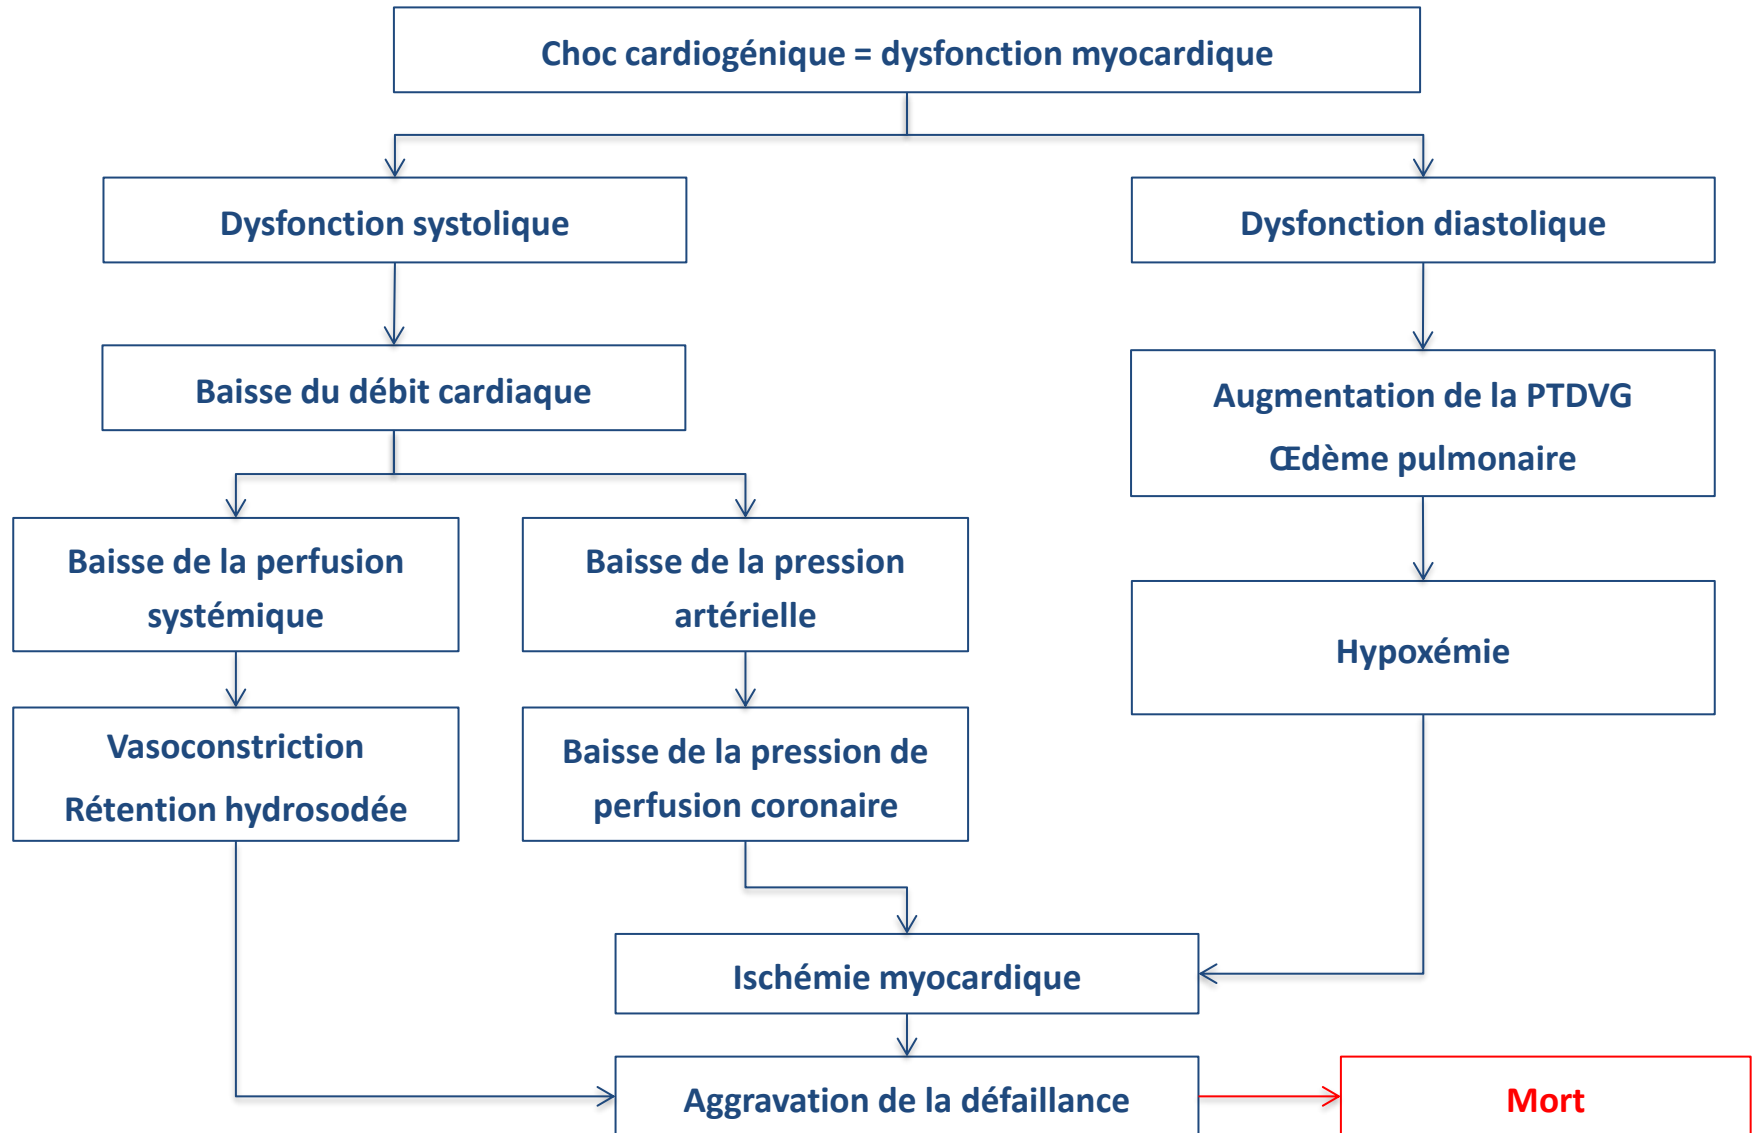 Choc cardiogénique = dysfonction myocardique
Dysfonction systolique
Dysfonction diastolique
Baisse du débit cardiaque
Augmentation de la PTDVG
Œdème pulmonaire
Baisse de la perfusion
systémique
Baisse de la pression
artérielle
Hypoxémie
Vasoconstriction
Rétention hydrosodée
Baisse de la pression de
perfusion coronaire
Ischémie myocardique
Aggravation de la défaillance
Mort